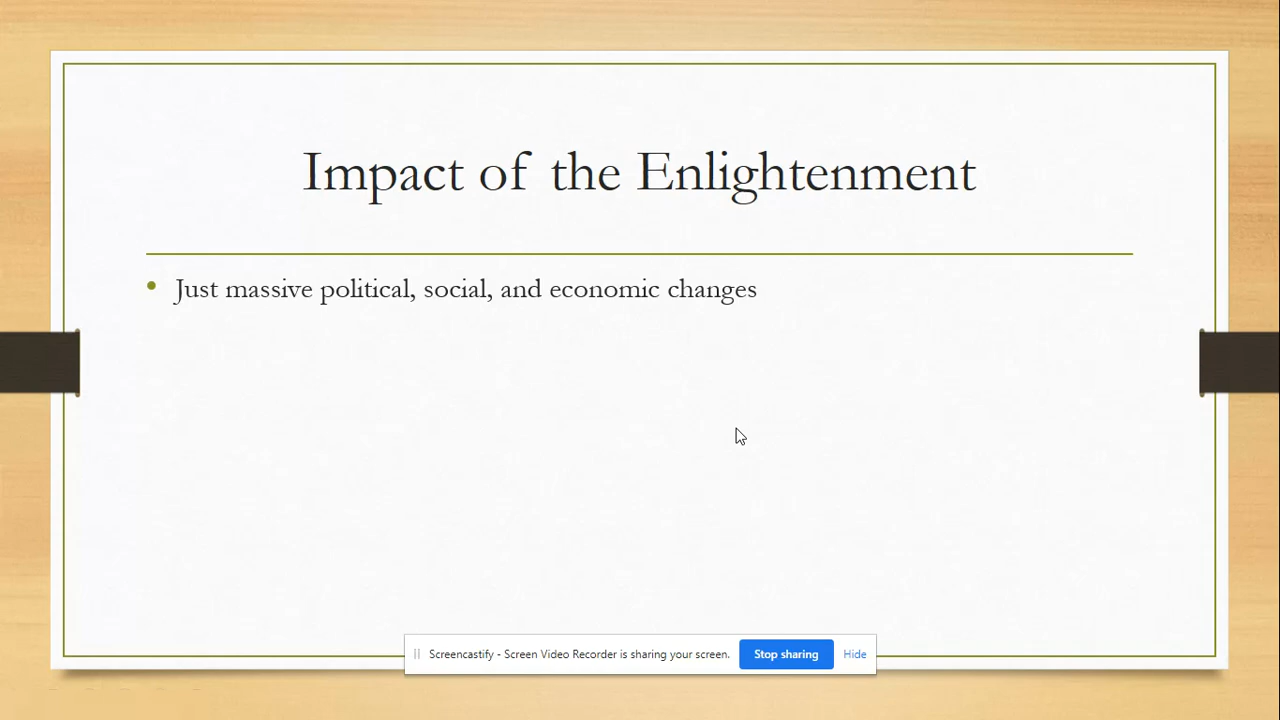 Impact of the Enlightenment
• Just massive political, social, and economic changes
Screencastify - Screen Video Recorder is sharing your screen. Stop sharing Hide